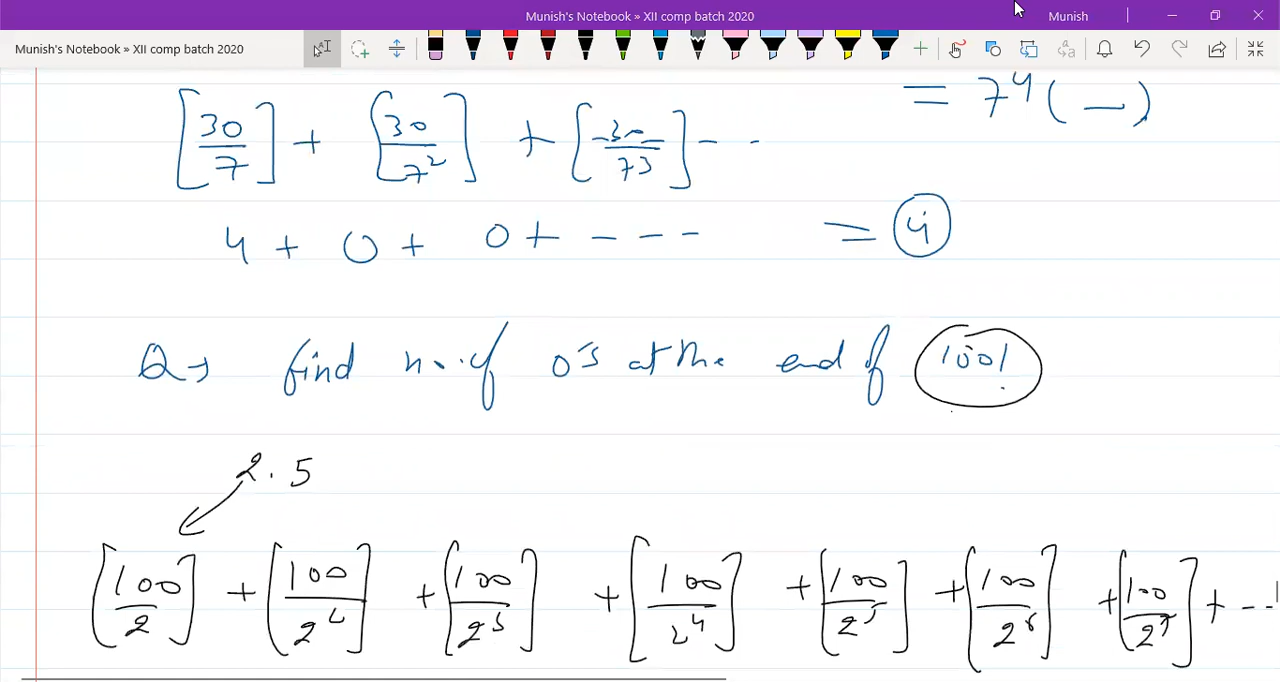 Munish's Notebook » XII comp batch 2020
Munish
Munish's Notebook » XII comp batch 2020
= 7⁴ ( — )
[30/7] + [30/7²] + [30/7³] - -
4 + 0 + 0 + - - - = 4
Q→ find no. of 0's at the end of 100!
2 . 5
[100/2] + [100/2²] + [100/2³] + [100/2⁴] + [100/2⁵] + [100/2⁶] + [100/2⁷] + - -